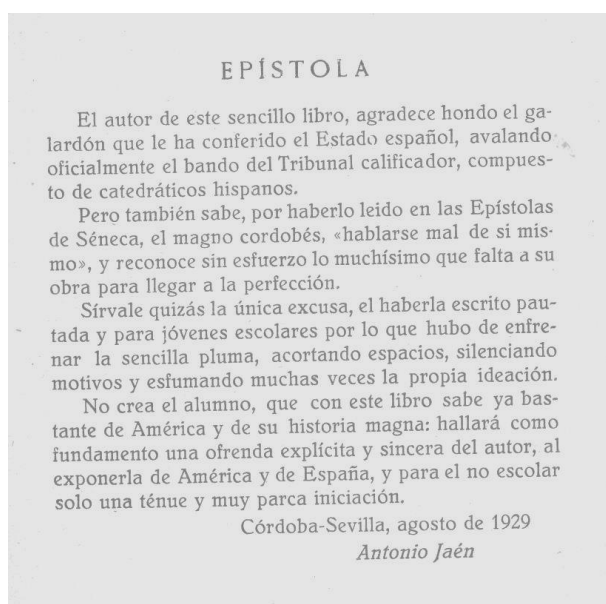 EPÍSTOLA
El autor de este sencillo libro, agradece hondo el ga-
lardón que le ha conferido el Estado español, avalando
oficialmente el bando del Tribunal calificador, compues-
to de catedráticos hispanos.
Pero también sabe, por haberlo leido en las Epístolas
de Séneca, el magno cordobés, «hablarse mal de si mis-
mo», y reconoce sin esfuerzo lo muchísimo que falta a su
obra para llegar a la perfección.
Sírvale quizás la única excusa, el haberla escrito pau-
tada y para jóvenes escolares por lo que hubo de enfre-
nar la sencilla pluma, acortando espacios, silenciando
motivos y esfumando muchas veces la propia ideación.
No crea el alumno, que con este libro sabe ya bas-
tante de América y de su historia magna: hallará como
fundamento una ofrenda explícita y sincera del autor, al
exponerla de América y de España, y para el no escolar
solo una ténue y muy parca iniciación.
Córdoba-Sevilla, agosto de 1929
Antonio Jaén